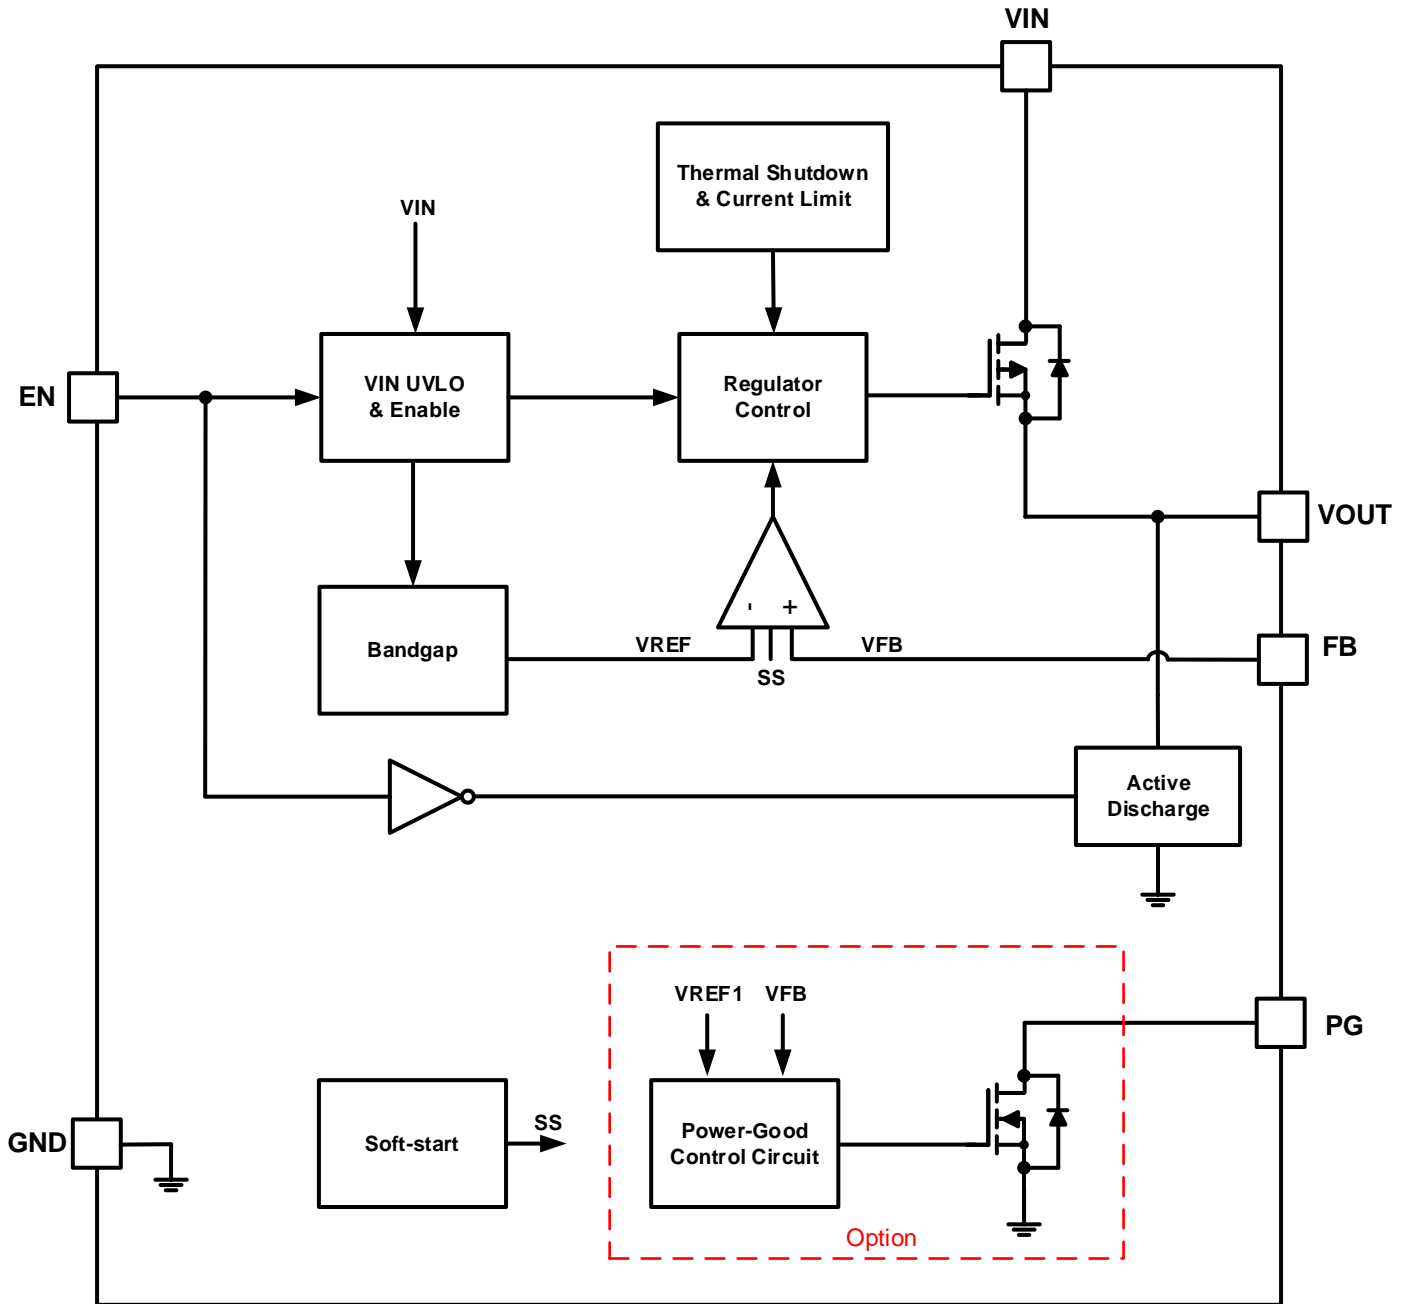 VIN
Thermal Shutdown
& Current Limit
VIN
EN
VIN UVLO
& Enable
Regulator
Control
VOUT
- +
Bandgap
VREF
SS
VFB
FB
Active
Discharge
VREF1 VFB
PG
GND
Soft-start
SS
Power-Good
Control Circuit
Option